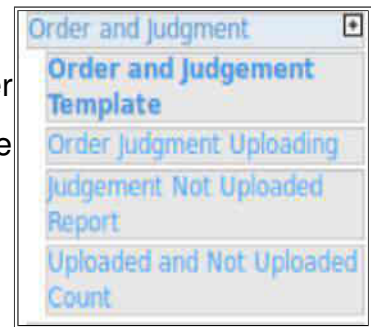 Order and Judgment
Order and Judgement
er
Template
e
Order Judgment Uploading
Judgement Not Uploaded
Report
Uploaded and Not Uploaded
Count